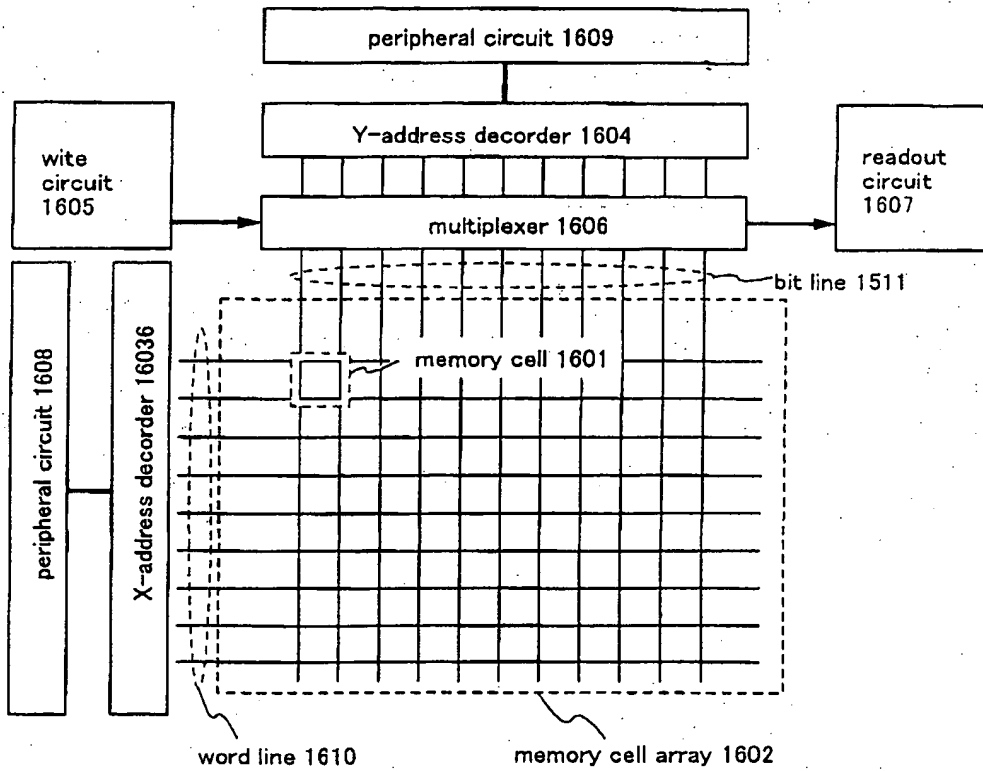 peripheral circuit 1609
Y-address decorder 1604
wite
circuit
1605
readout
circuit
1607
multiplexer 1606
bit line 1511
peripheral circuit 1608
X-address decorder 16036
memory cell 1601
word line 1610
memory cell array 1602